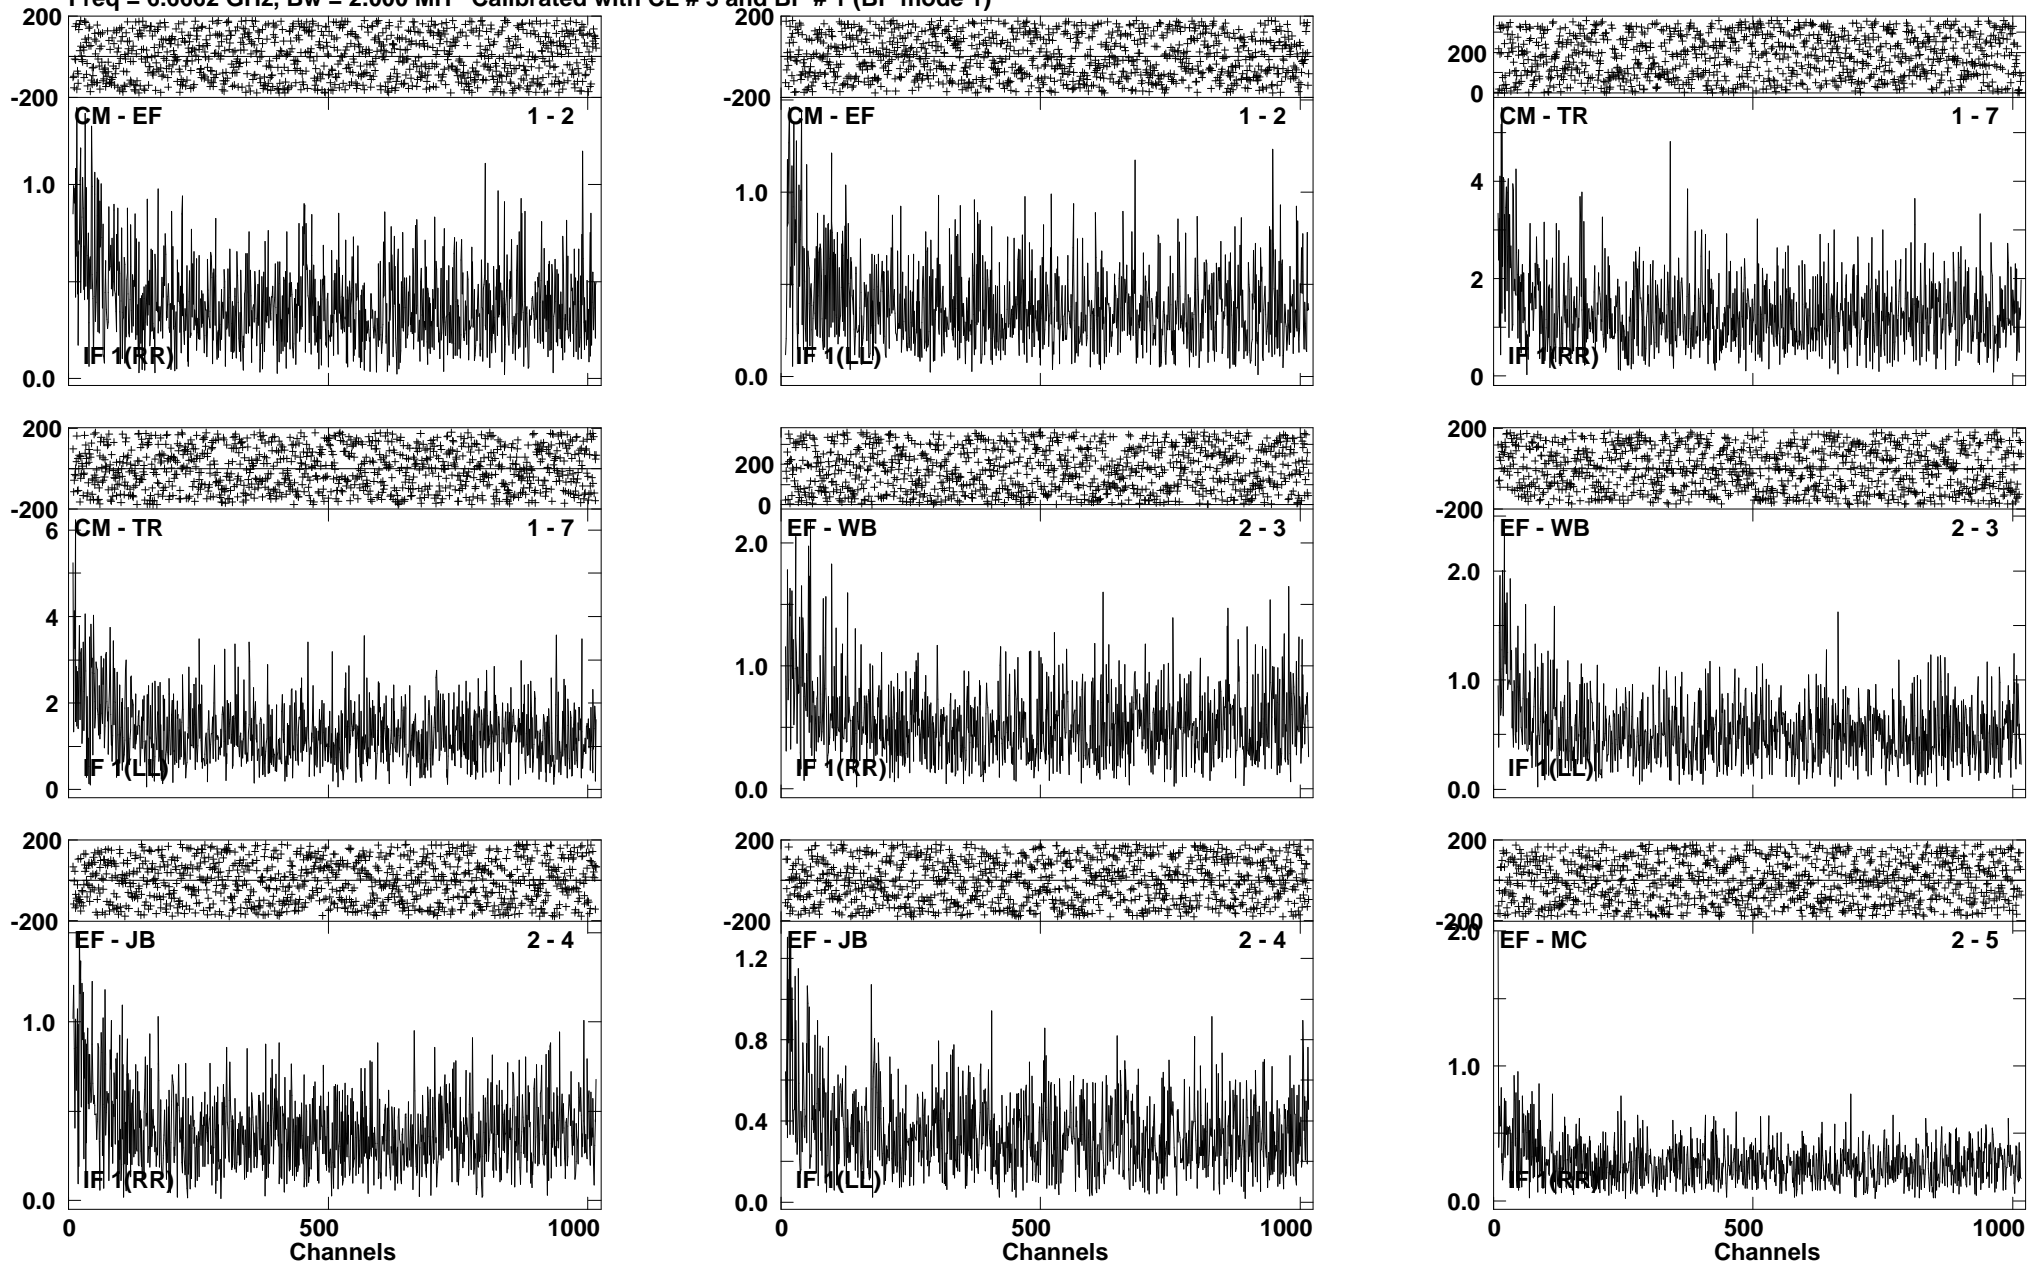 Freq = 6.6662 GHz, Bw = 2.000 MH Calibrated with CL # 3 and BP # 1 (BP mode 1)
200
-200
CM - EF 1 - 2
1.0
IF 1(RR)
0.0
200
-200
CM - EF 1 - 2
1.0
IF 1(LL)
0.0
200
0
CM - TR 1 - 7
4
2
IF 1(RR)
0
200
-200
6
CM - TR 1 - 7
4
2
IF 1(LL)
0
200
0
EF - WB 2 - 3
2.0
1.0
IF 1(RR)
0.0
200
-200
EF - WB 2 - 3
2.0
1.0
IF 1(LL)
0.0
200
-200
EF - JB 2 - 4
1.0
IF 1(RR)
0.0
0 500 1000
Channels
200
-200
EF - JB 2 - 4
1.2
0.8
0.4
IF 1(LL)
0.0
0 500 1000
Channels
200
-200
2.0
EF - MC 2 - 5
1.0
IF 1(RR)
0.0
0 500 1000
Channels